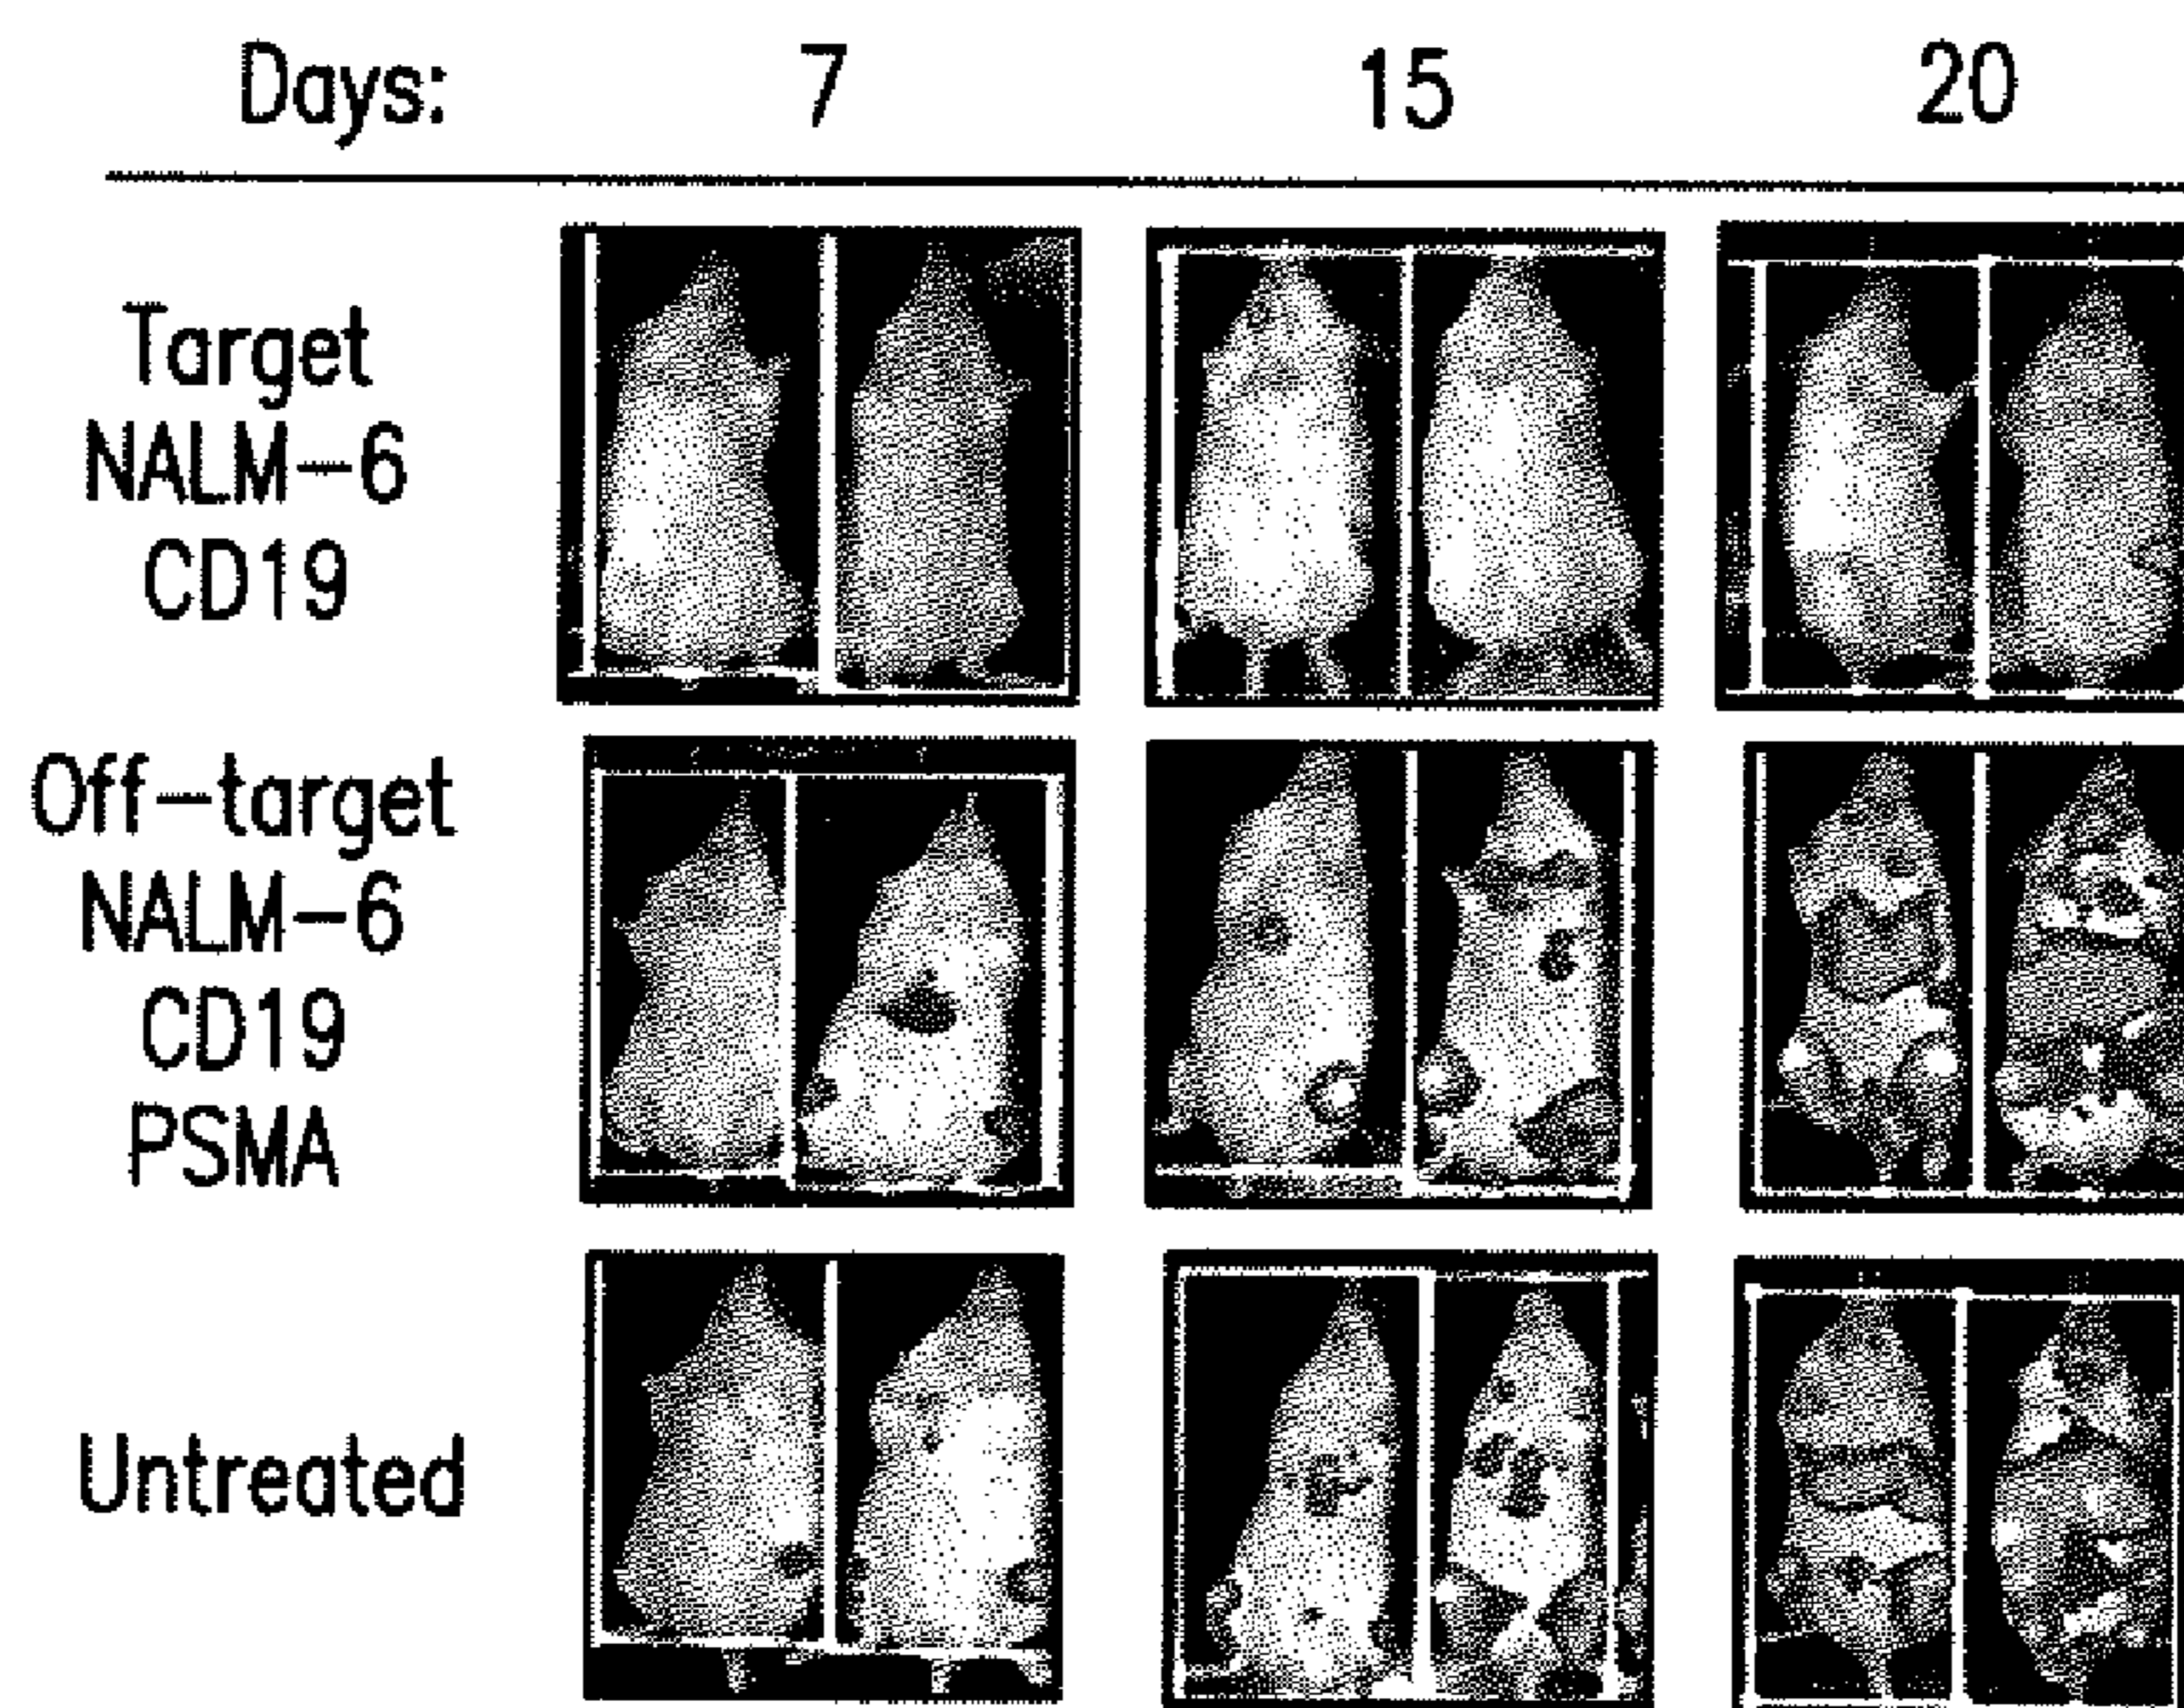 Days: 7 15 20
Target
NALM-6
CD19
Off-target
NALM-6
CD19
PSMA
Untreated